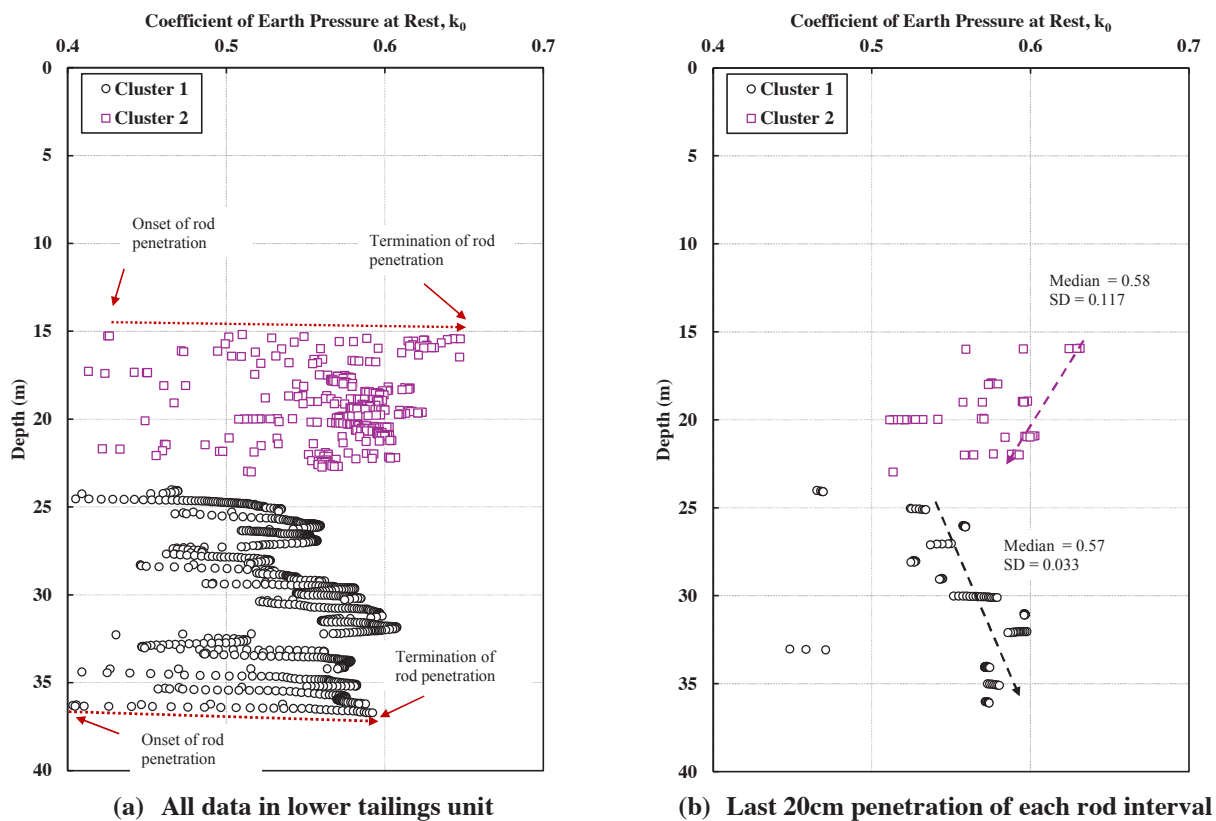 Coefficient of Earth Pressure at Rest, k0
0.4 0.5 0.6 0.7
0
5
10
15
20
25
30
35
40
Depth (m)
Cluster 1
Cluster 2
Onset of rod
penetration
Termination of rod
penetration
Termination of
rod penetration
Onset of rod
penetration
(a) All data in lower tailings unit
Coefficient of Earth Pressure at Rest, k0
0.4 0.5 0.6 0.7
0
5
10
15
20
25
30
35
40
Depth (m)
Cluster 1
Cluster 2
Median = 0.58
SD = 0.117
Median = 0.57
SD = 0.033
(b) Last 20cm penetration of each rod interval